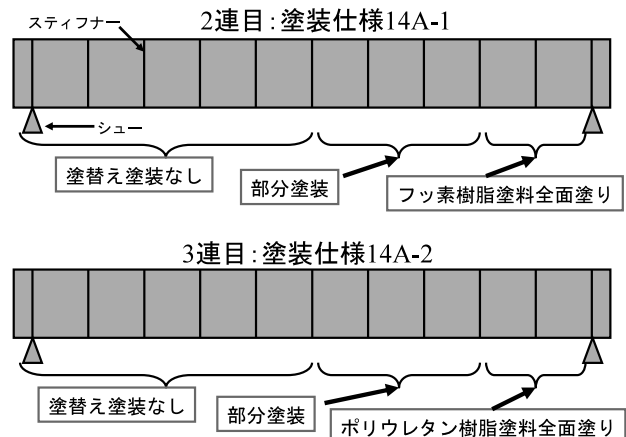 2連目:塗装仕様14A-1
スティフナー
シュー
塗替え塗装なし
部分塗装
フッ素樹脂塗料全面塗り
3連目:塗装仕様14A-2
塗替え塗装なし
部分塗装
ポリウレタン樹脂塗料全面塗り